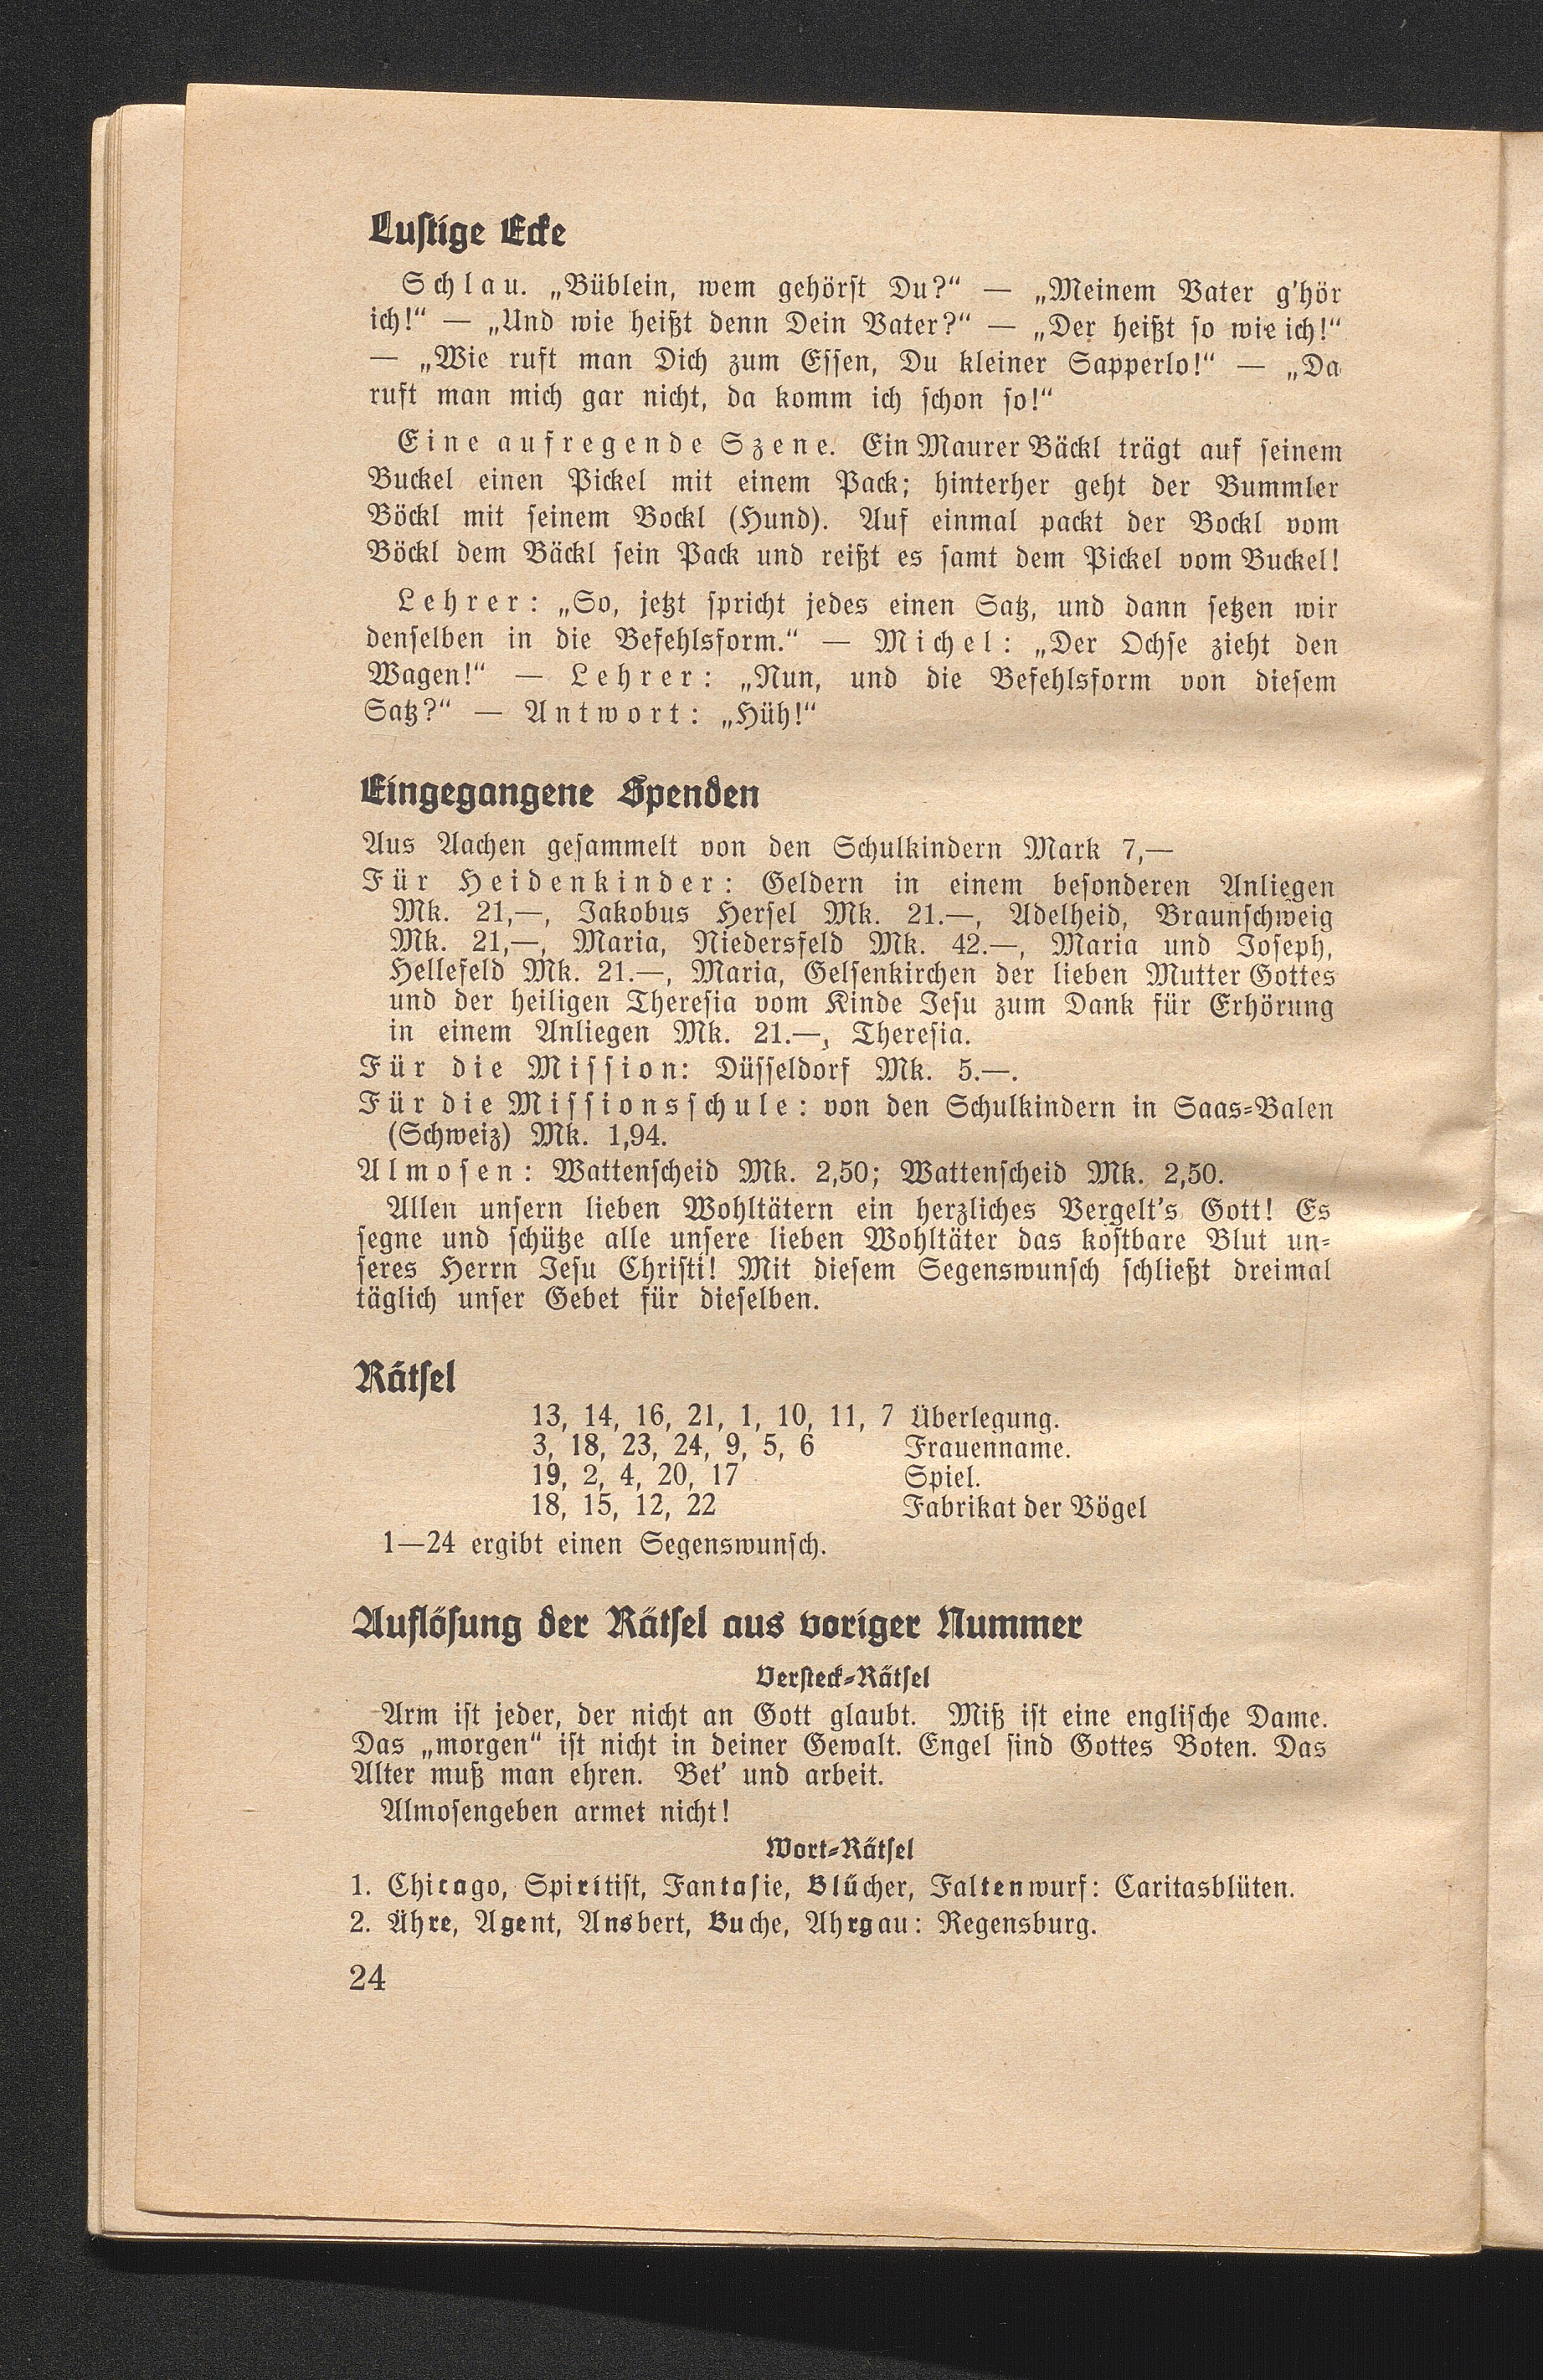 Lustige Ecke
Schlau. „Büblein, wem gehörst Du?“ — „Meinem Vater g'hör
ich!“ — „Und wie heißt denn Dein Vater?“ — „Der heißt so wie ich!“
— „Wie ruft man Dich zum Essen, Du kleiner Sapperlo!“ — „Da
ruft man mich gar nicht, da komm ich schon so!“
Eine aufregende Szene. Ein Maurer Bäckl trägt auf seinem
Buckel einen Pickel mit einem Pack; hinterher geht der Bummler
Böckl mit seinem Bockl (Hund). Auf einmal packt der Bockl vom
Böckl dem Bäckl sein Pack und reißt es samt dem Pickel vom Buckel!
Lehrer: „So, jetzt spricht jedes einen Satz, und dann setzen wir
denselben in die Befehlsform.“ — Michel: „Der Ochse zieht den
Wagen!“ — Lehrer: „Nun, und die Befehlsform von diesem
Satz?“ — Antwort: „Hüh!“
Eingegangene Spenden
Aus Aachen gesammelt von den Schulkindern Mark 7,—
Für Heidenkinder: Geldern in einem besonderen Anliegen
Mk. 21,—, Jakobus Hersel Mk. 21.—, Adelheid, Braunschweig
Mk. 21,—, Maria, Niedersfeld Mk. 42.—, Maria und Joseph,
Hellefeld Mk. 21.—, Maria, Gelsenkirchen der lieben Mutter Gottes
und der heiligen Theresia vom Kinde Jesu zum Dank für Erhörung
in einem Anliegen Mk. 21.—, Theresia.
Für die Mission: Düsseldorf Mk. 5.—.
Für die Missionsschule: von den Schulkindern in Saas-Balen
(Schweiz) Mk. 1,94.
Almosen: Wattenscheid Mk. 2,50; Wattenscheid Mk. 2,50.
Allen unsern lieben Wohltätern ein herzliches Vergelt's Gott! Es
segne und schütze alle unsere lieben Wohltäter das kostbare Blut un-
seres Herrn Jesu Christi! Mit diesem Segenswunsch schließt dreimal
täglich unser Gebet für dieselben.
Rätsel
13, 14, 16, 21, 1, 10, 11, 7 Überlegung.
3, 18, 23, 24, 9, 5, 6 Frauenname.
19, 2, 4, 20, 17 Spiel.
18, 15, 12, 22 Fabrikat der Vögel
1—24 ergibt einen Segenswunsch.
Auflösung der Rätsel aus voriger Nummer
Versteck-Rätsel
Arm ist jeder, der nicht an Gott glaubt. Miß ist eine englische Dame.
Das „morgen“ ist nicht in deiner Gewalt. Engel sind Gottes Boten. Das
Alter muß man ehren. Bet' und arbeit.
Almosengeben armet nicht!
Wort-Rätsel
1. Chicago, Spiritist, Fantasie, Blücher, Faltenwurf: Caritasblüten.
2. Ähre, Agent, Ansbert, Buche, Ahrgau: Regensburg.
24